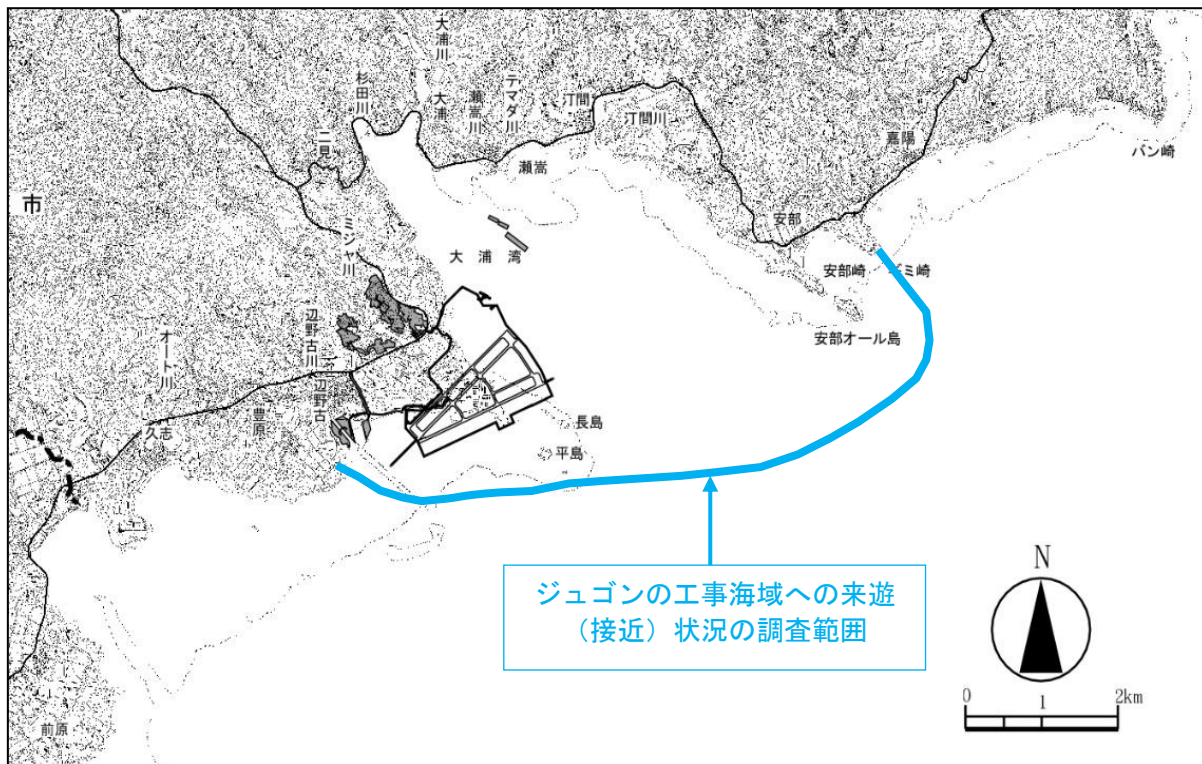 大浦川
大浦
杉田川
二見
瀬嵩川
テマダ川
汀間
汀間川
瀬嵩
嘉陽
バン崎
市
ミジャ川
大浦湾
安部
安部崎
ギミ崎
安部オール島
辺野古川
辺野古
オート川
豊原
久志
長島
平島
ジュゴンの工事海域への来遊
(接近)状況の調査範囲
前原
N
0 1 2km